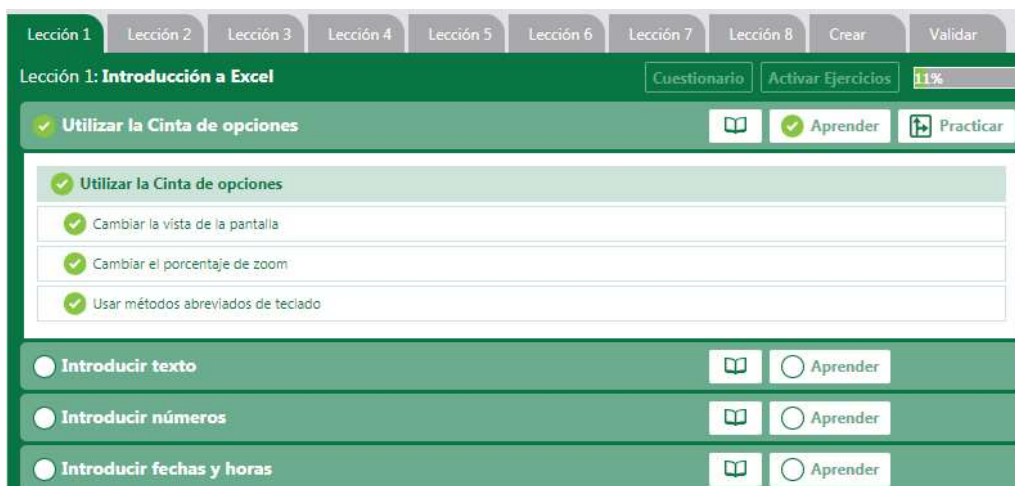 Lección 1 Lección 2 Lección 3 Lección 4 Lección 5 Lección 6 Lección 7 Lección 8 Crear Validar
Lección 1: Introducción a Excel Cuestionario Activar Ejercicios 11%
Utilizar la Cinta de opciones Aprender Practicar
Utilizar la Cinta de opciones
Cambiar la vista de la pantalla
Cambiar el porcentaje de zoom
Usar métodos abreviados de teclado
Introducir texto Aprender
Introducir números Aprender
Introducir fechas y horas Aprender